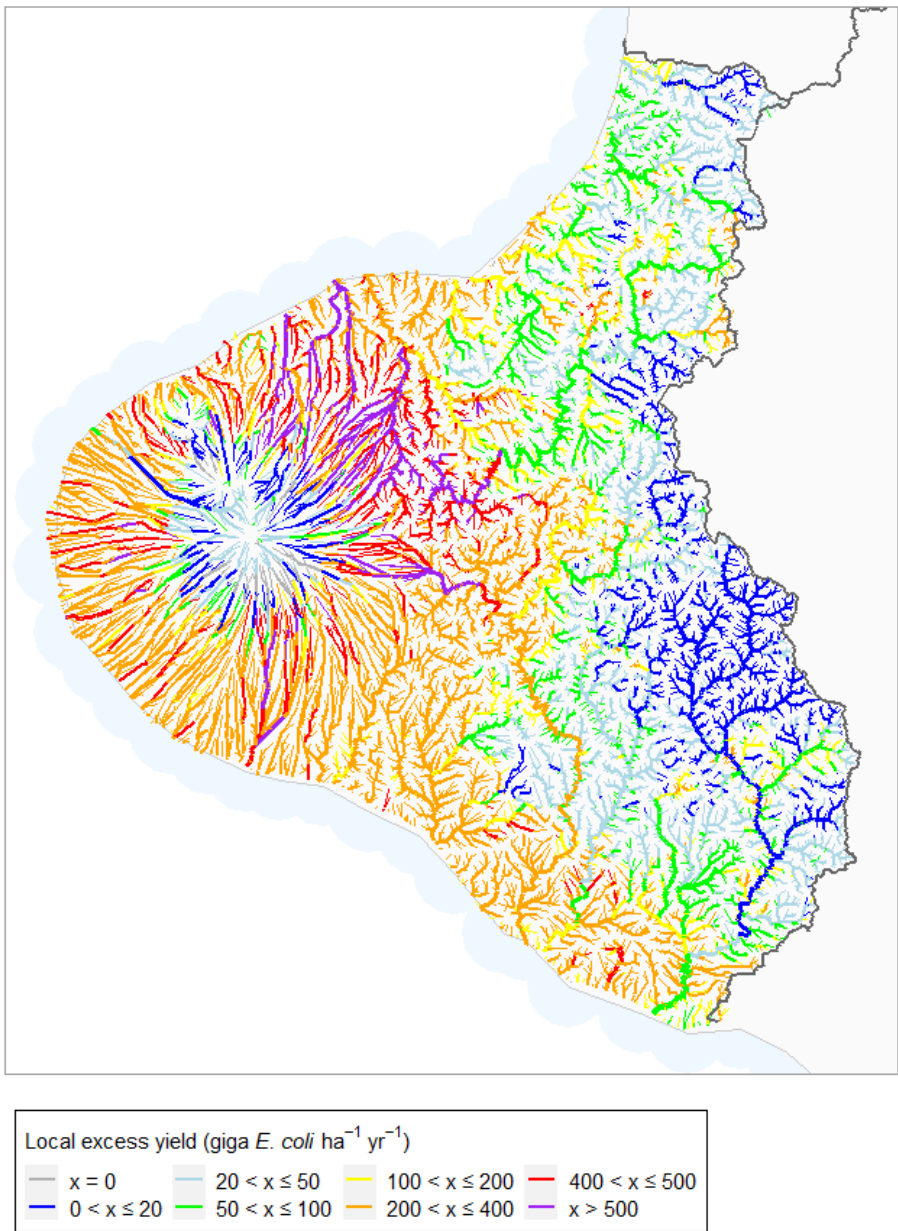 Local excess yield (giga E. coli ha⁻¹ yr⁻¹)
x = 0 20 < x ≤ 50 100 < x ≤ 200 400 < x ≤ 500
0 < x ≤ 20 50 < x ≤ 100 200 < x ≤ 400 x > 500